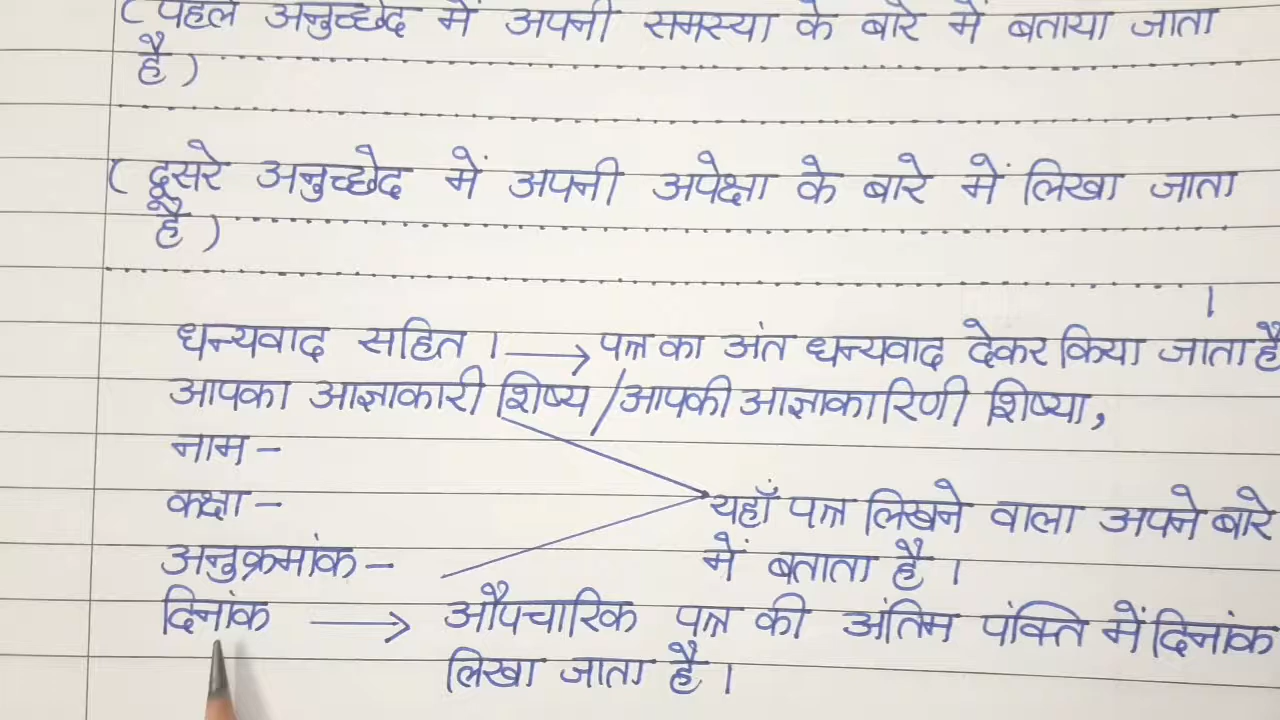 ( पहले अनुच्छेद में अपनी समस्या के बारे में बताया जाता
है )
( दूसरे अनुच्छेद में अपनी अपेक्षा के बारे में लिखा जाता
है )
।
धन्यवाद सहित । → पत्र का अंत धन्यवाद देकर किया जाता है
आपका आज्ञाकारी शिष्य / आपकी आज्ञाकारिणी शिष्या,
नाम -
कक्षा -
यहाँ पत्र लिखने वाला अपने बारे
में बताता है ।
अनुक्रमांक -
दिनांक → औपचारिक पत्र की अंतिम पंक्ति में दिनांक
लिखा जाता है ।